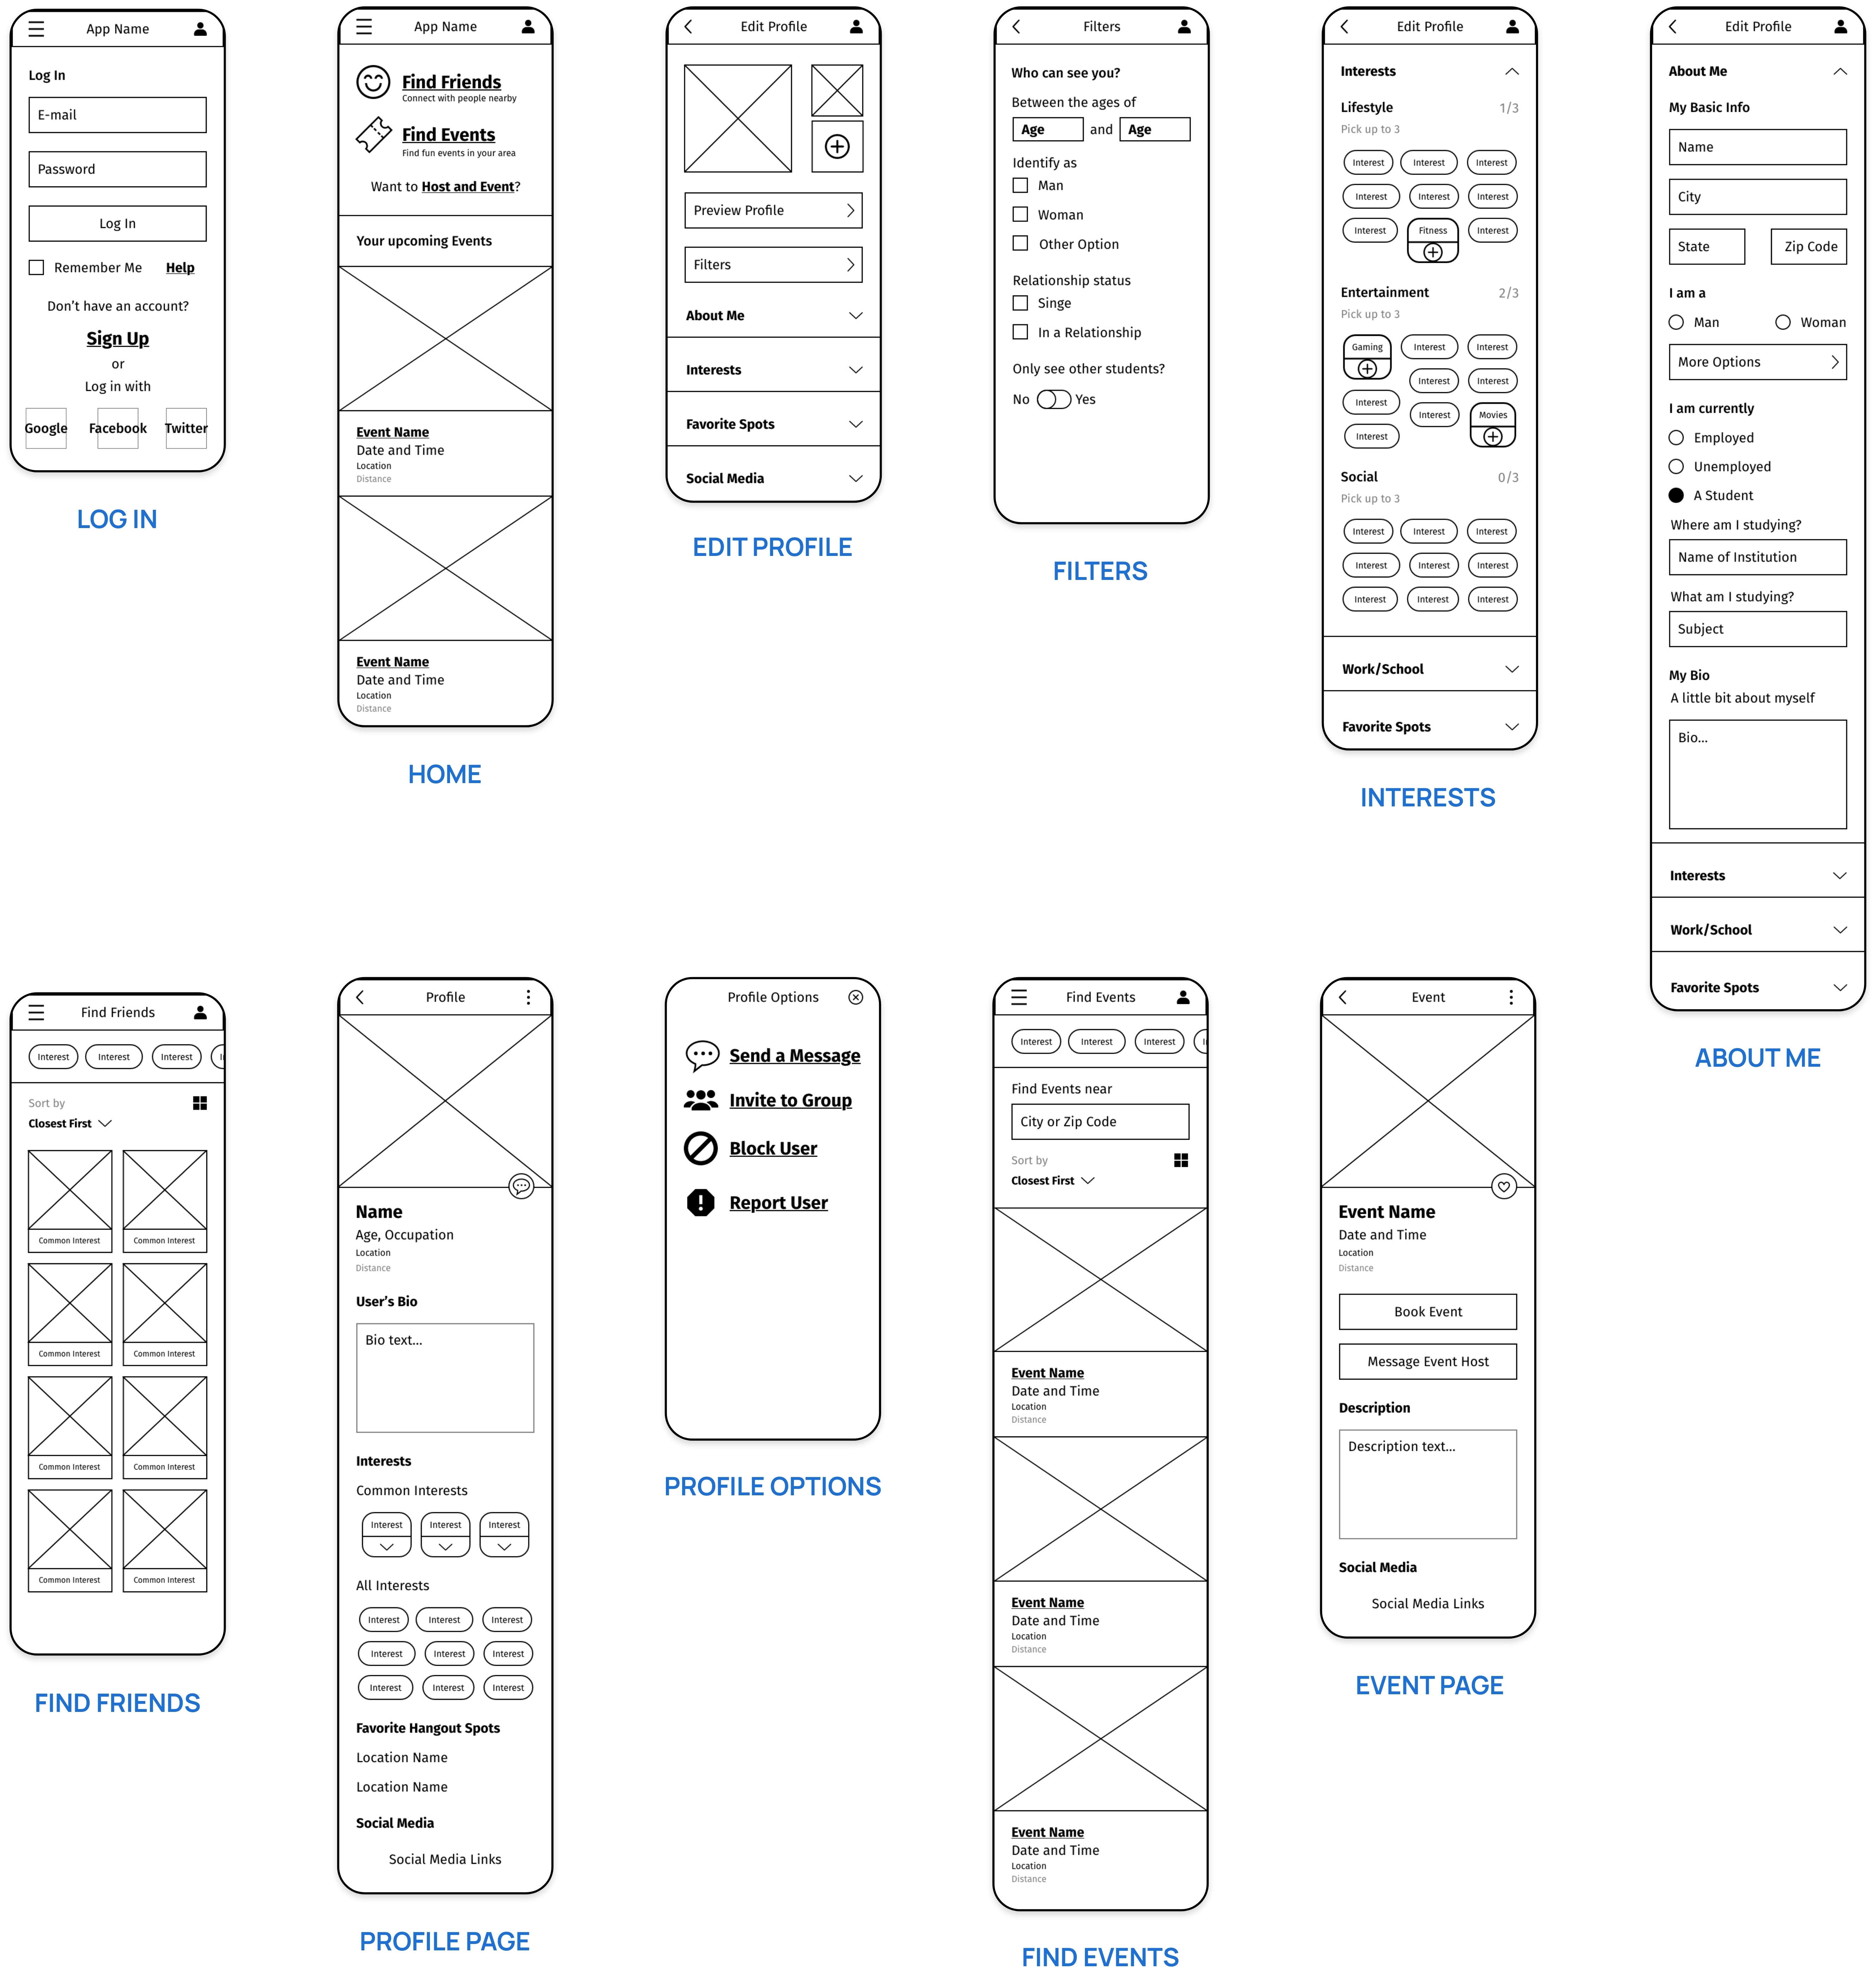 App Name
Log In
E-mail
Password
Log In
Remember Me Help
Don't have an account?
Sign Up
or
Log in with
Google Facebook Twitter
LOG IN
App Name
Find Friends
Connect with people nearby
Find Events
Find fun events in your area
Want to Host and Event?
Your upcoming Events
Event Name
Date and Time
Location
Distance
Event Name
Date and Time
Location
Distance
HOME
Edit Profile
Preview Profile
Filters
About Me
Interests
Favorite Spots
Social Media
EDIT PROFILE
Filters
Who can see you?
Between the ages of
Age and Age
Identify as
Man
Woman
Other Option
Relationship status
Singe
In a Relationship
Only see other students?
No Yes
FILTERS
Edit Profile
Interests
Lifestyle 1/3
Pick up to 3
Interest Interest Interest
Interest Interest Interest
Interest Fitness Interest
Entertainment 2/3
Pick up to 3
Gaming Interest Interest
Interest Interest
Interest Interest Movies
Interest
Social 0/3
Pick up to 3
Interest Interest Interest
Interest Interest Interest
Interest Interest Interest
Work/School
Favorite Spots
INTERESTS
Edit Profile
About Me
My Basic Info
Name
City
State Zip Code
I am a
Man Woman
More Options
I am currently
Employed
Unemployed
A Student
Where am I studying?
Name of Institution
What am I studying?
Subject
My Bio
A little bit about myself
Bio...
Interests
Work/School
Favorite Spots
ABOUT ME
Find Friends
Interest Interest Interest I
Sort by
Closest First
Common Interest Common Interest
Common Interest Common Interest
Common Interest Common Interest
Common Interest Common Interest
FIND FRIENDS
Profile
Name
Age, Occupation
Location
Distance
User's Bio
Bio text...
Interests
Common Interests
Interest Interest Interest
All Interests
Interest Interest Interest
Interest Interest Interest
Interest Interest Interest
Favorite Hangout Spots
Location Name
Location Name
Social Media
Social Media Links
PROFILE PAGE
Profile Options
Send a Message
Invite to Group
Block User
Report User
PROFILE OPTIONS
Find Events
Interest Interest Interest I
Find Events near
City or Zip Code
Sort by
Closest First
Event Name
Date and Time
Location
Distance
Event Name
Date and Time
Location
Distance
Event Name
Date and Time
Location
Distance
FIND EVENTS
Event
Event Name
Date and Time
Location
Distance
Book Event
Message Event Host
Description
Description text...
Social Media
Social Media Links
EVENT PAGE